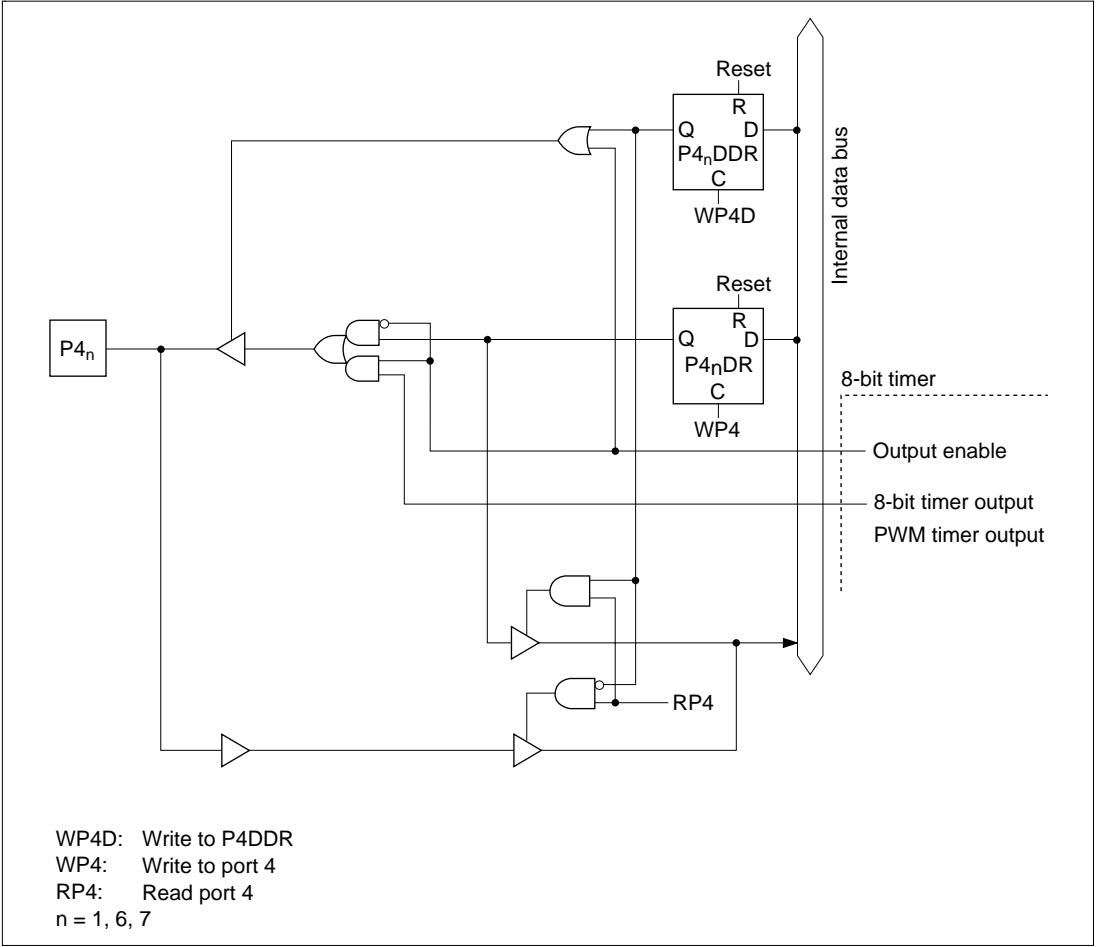 Reset
R
Q D
P4nDDR
C
WP4D
Internal data bus
Reset
R
Q D
P4nDR
C
WP4
P4n
8-bit timer
Output enable
8-bit timer output
PWM timer output
RP4
WP4D: Write to P4DDR
WP4: Write to port 4
RP4: Read port 4
n = 1, 6, 7